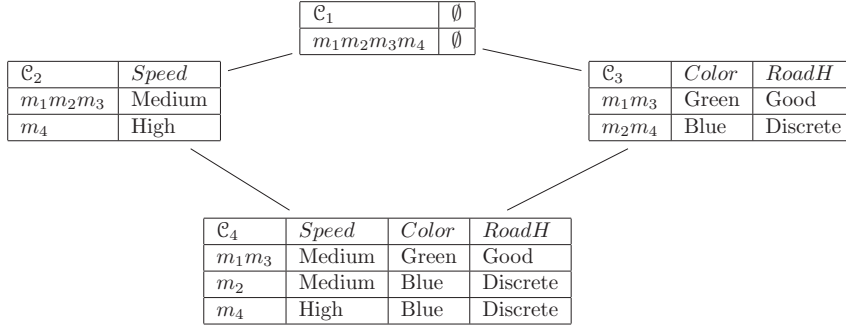 C₁ ∅
m₁m₂m₃m₄ ∅
C₂ Speed
m₁m₂m₃ Medium
m₄ High
C₃ Color RoadH
m₁m₃ Green Good
m₂m₄ Blue Discrete
C₄ Speed Color RoadH
m₁m₃ Medium Green Good
m₂ Medium Blue Discrete
m₄ High Blue Discrete